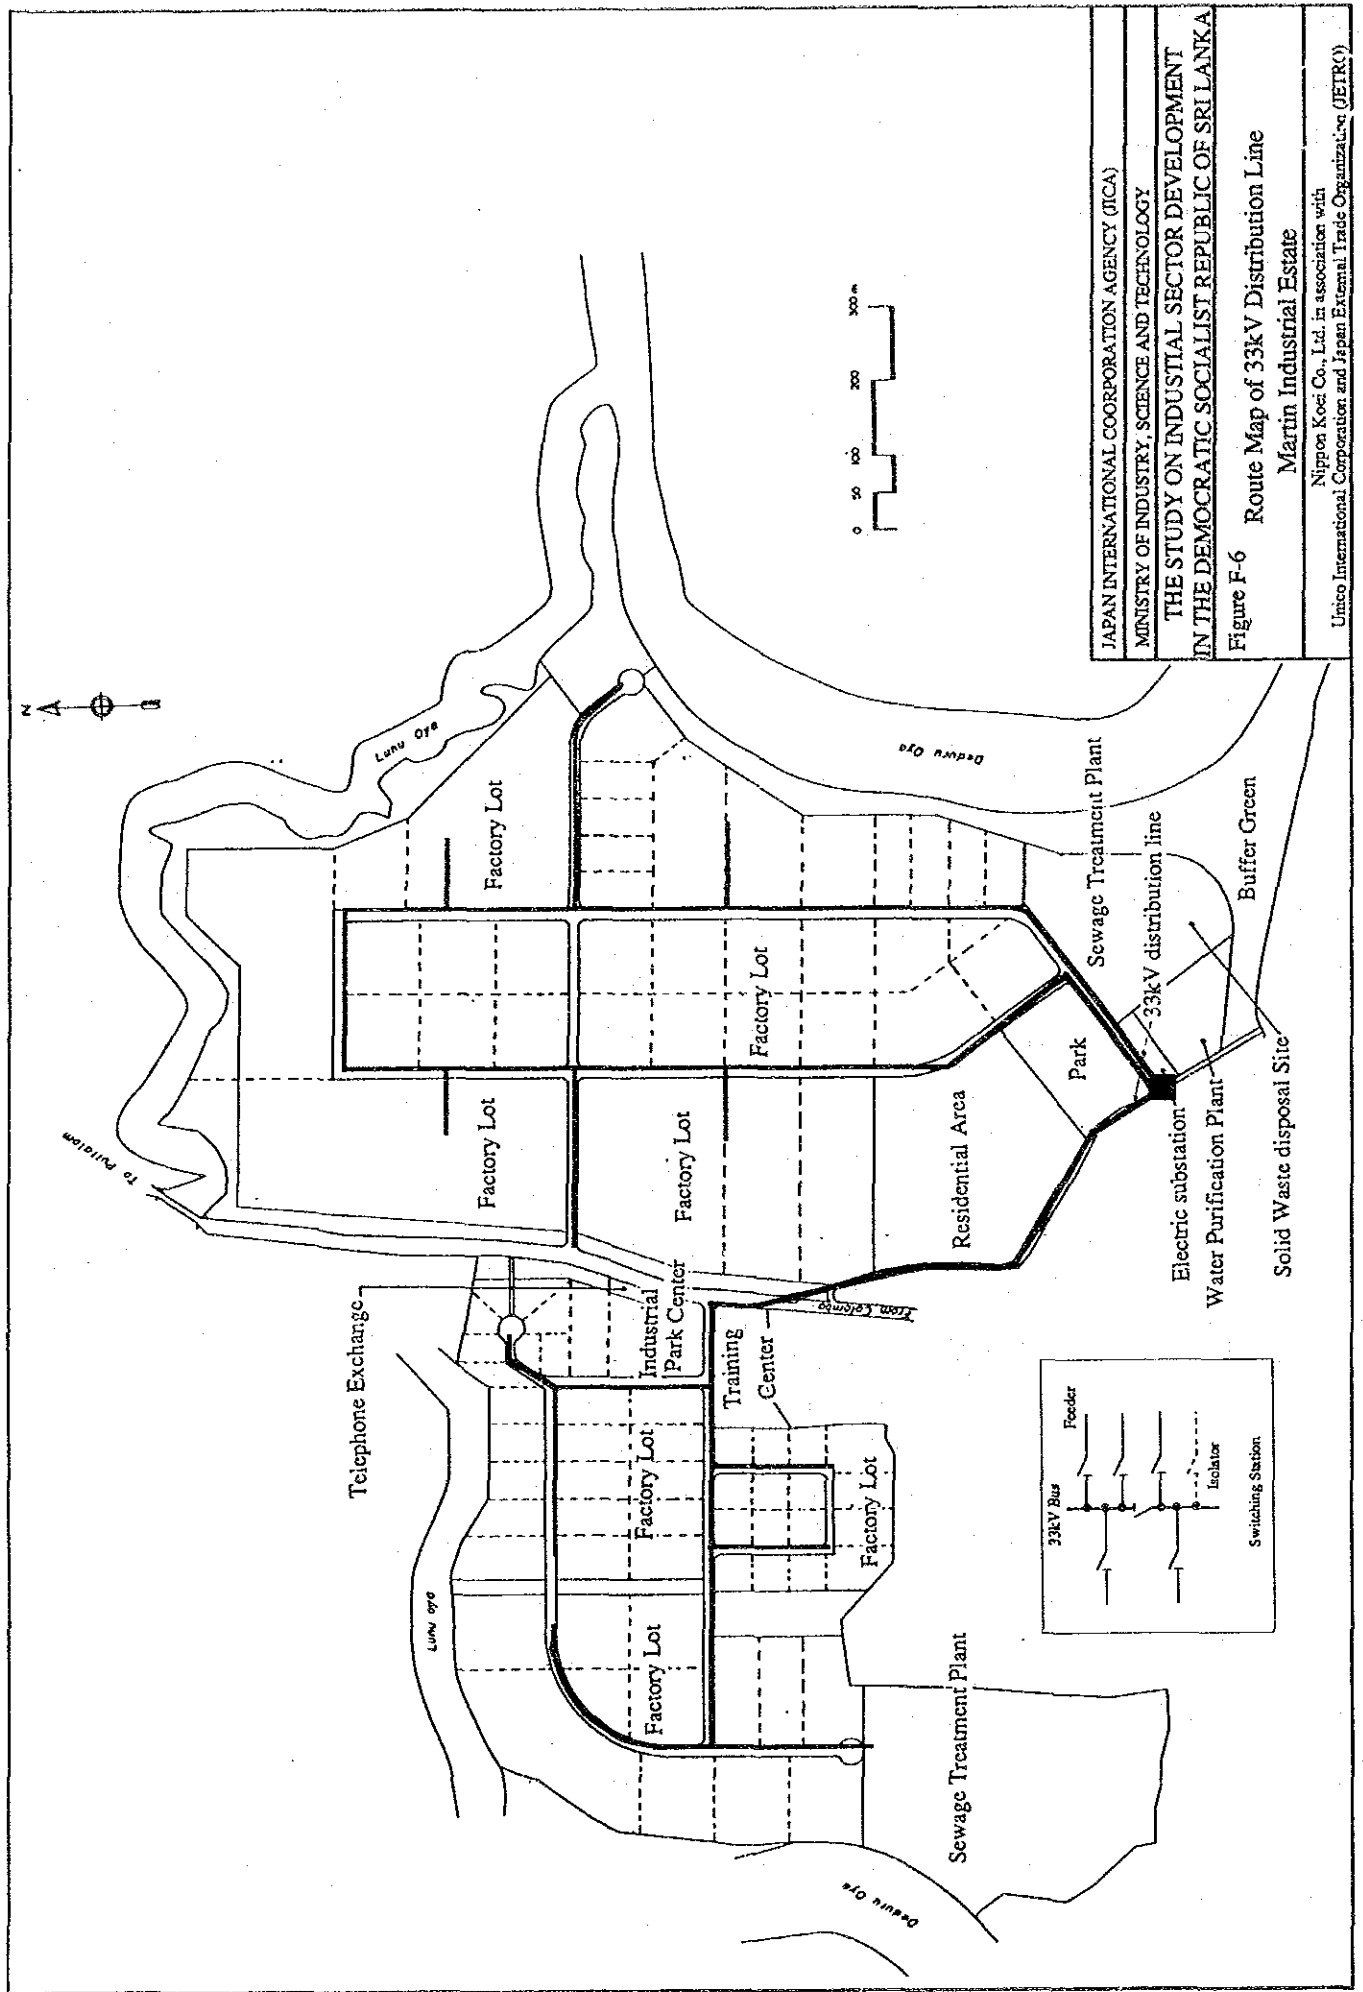 N
To Puttalam
Lunu Oya
Telephone Exchange
Factory Lot
Factory Lot
Lunu oya
Industrial
Park Center
Factory Lot
Factory Lot
Factory Lot
Factory Lot
Training
Center
From Colombo
Factory Lot
Residential Area
Park
Deduru Oya
Sewage Treatment Plant
33kV distribution line
Buffer Green
Electric substation
Water Purification Plant
Solid Waste disposal Site
Sewage Treatment Plant
Deduru Oya
33kV Bus
Feeder
Isolator
Switching Station
0 50 100 200 300 m
JAPAN INTERNATIONAL COORPORATION AGENCY (JICA)
MINISTRY OF INDUSTRY, SCIENCE AND TECHNOLOGY
THE STUDY ON INDUSTIAL SECTOR DEVELOPMENT
IN THE DEMOCRATIC SOCIALIST REPUBLIC OF SRI LANKA
Figure F-6
Route Map of 33kV Distribution Line
Martin Industrial Estate
Nippon Koei Co., Ltd. in association with
Unico International Corporation and Japan External Trade Organization (JETRO)